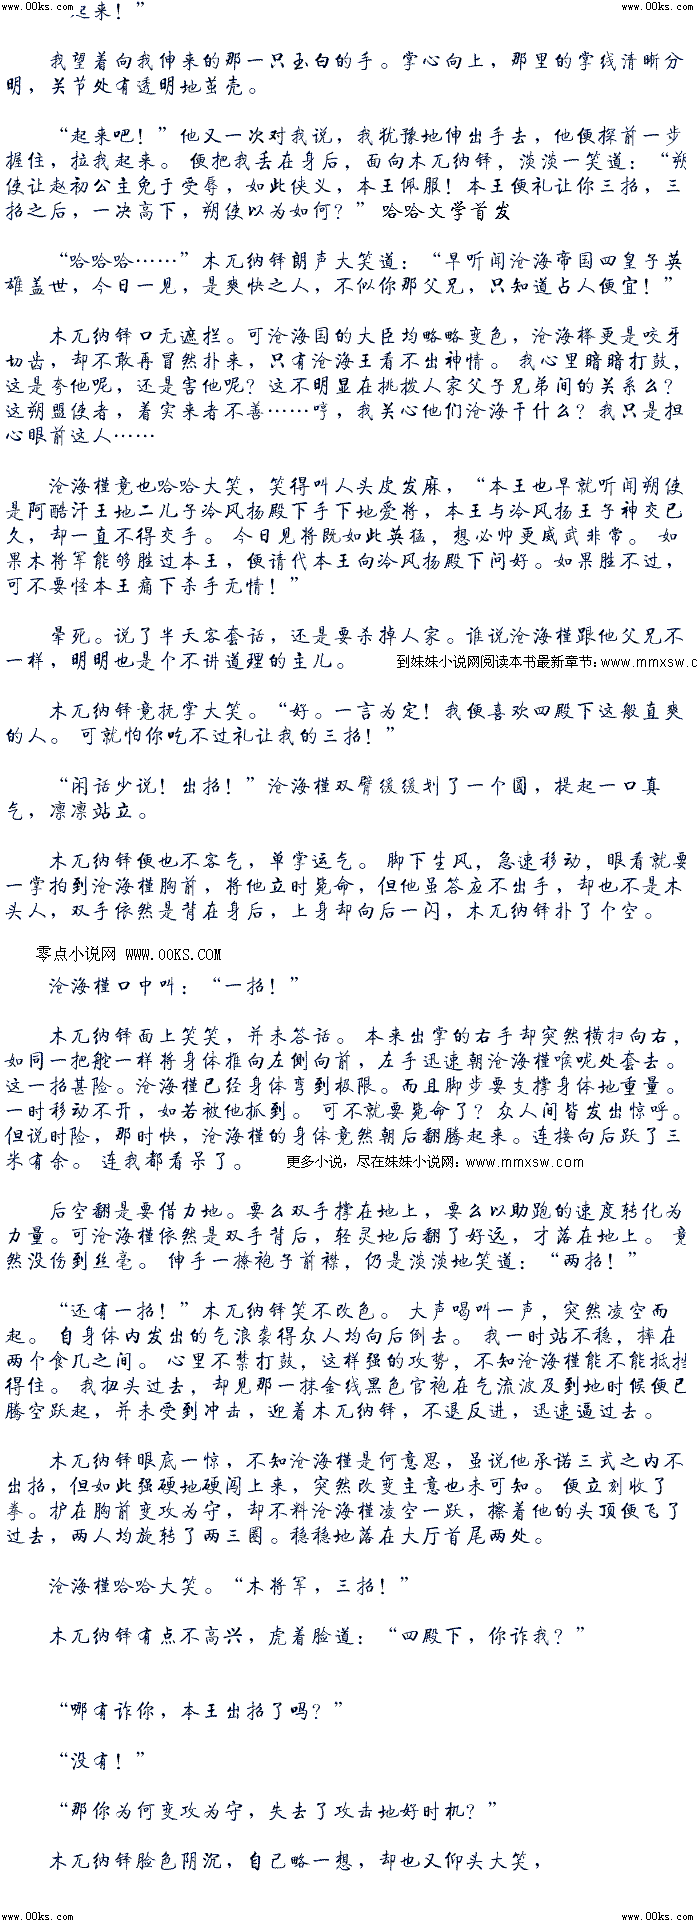 www.00ks.com www.00ks.com
起来！”
我望着向我伸来的那一只玉白的手。掌心向上，那里的掌线清晰分
明，关节处有透明地茧壳。
“起来吧！”他又一次对我说，我犹豫地伸出手去，他便探前一步
握住，拉我起来。 便把我丢在身后，面向木兀纳铎，淡淡一笑道：“朔
使让赵初公主免于受辱，如此侠义，本王佩服！本王便礼让你三招，三
招之后，一决高下，朔使以为如何？” 哈哈文学首发
“哈哈哈……”木兀纳铎朗声大笑道：“早听闻沧海帝国四皇子英
雄盖世，今日一见，是爽快之人，不似你那父兄，只知道占人便宜！”
木兀纳铎口无遮拦。可沧海国的大臣均略略变色，沧海桦更是咬牙
切齿，却不敢再冒然扑来，只有沧海王看不出神情。 我心里暗暗打鼓，
这是夸他呢，还是害他呢？这不明显在挑拨人家父子兄弟间的关系么？
这朔盟使者，着实来者不善……哼，我关心他们沧海干什么？我只是担
心眼前这人……
沧海槿竟也哈哈大笑，笑得叫人头皮发麻，“本王也早就听闻朔使
是阿酷汗王地二儿子冷风扬殿下手下地爱将，本王与冷风扬王子神交已
久，却一直不得交手。 今日见将既如此英猛，想必帅更威武非常。 如
果木将军能够胜过本王，便请代本王向冷风扬殿下问好。如果胜不过，
可不要怪本王痛下杀手无情！”
晕死。说了半天客套话，还是要杀掉人家。谁说沧海槿跟他父兄不
一样，明明也是个不讲道理的主儿。 到妹妹小说网阅读本书最新章节：www.mmxsw.c
木兀纳铎竟抚掌大笑。“好。一言为定！我便喜欢四殿下这般直爽
的人。 可就怕你吃不过礼让我的三招！”
“闲话少说！出招！”沧海槿双臂缓缓划了一个圆，提起一口真
气，凛凛站立。
木兀纳铎便也不客气，单掌运气。 脚下生风，急速移动，眼看就要
一掌拍到沧海槿胸前，将他立时毙命，但他虽答应不出手，却也不是木
头人，双手依然是背在身后，上身却向后一闪，木兀纳铎扑了个空。
零点小说网 www.00KS.COM
沧海槿口中叫：“一招！”
木兀纳铎面上笑笑，并未答话。 本来出掌的右手却突然横扫向右，
如同一把舵一样将身体推向左侧向前，左手迅速朝沧海槿喉咙处套去。
这一招甚险。沧海槿已经身体弯到极限。而且脚步要支撑身体地重量。
一时移动不开，如若被他抓到。 可不就要毙命了？众人间皆发出惊呼。
但说时险，那时快，沧海槿的身体竟然朝后翻腾起来。连接向后跃了三
米有余。 连我都看呆了。 更多小说，尽在妹妹小说网：www.mmxsw.com
后空翻是要借力地。要么双手撑在地上，要么以助跑的速度转化为
力量。可沧海槿依然是双手背后，轻灵地后翻了好远，才落在地上。 竟
然没伤到丝毫。 伸手一撩袍子前襟，仍是淡淡地笑道：“两招！”
“还有一招！”木兀纳铎笑不改色。 大声喝叫一声，突然凌空而
起。 自身体内发出的气浪袭得众人均向后倒去。 我一时站不稳，摔在
两个食几之间。 心里不禁打鼓，这样强的攻势，不知沧海槿能不能抵挡
得住。 我扭头过去，却见那一抹金线黑色官袍在气流波及到地时候便已
腾空跃起，并未受到冲击，迎着木兀纳铎，不退反进，迅速逼过去。
木兀纳铎眼底一惊，不知沧海槿是何意思，虽说他承诺三式之内不
出招，但如此强硬地硬闯上来，突然改变主意也未可知。 便立刻收了
拳。护在胸前变攻为守，却不料沧海槿凌空一跃，擦着他的头顶便飞了
过去，两人均旋转了两三圈。稳稳地落在大厅首尾两处。
沧海槿哈哈大笑。“木将军，三招！”
木兀纳铎有点不高兴，虎着脸道：“四殿下，你诈我？”
“哪有诈你，本王出招了吗？”
“没有！”
“那你为何变攻为守，失去了攻击地好时机？”
木兀纳铎脸色阴沉，自己略一想，却也又仰头大笑，
www.00ks.com www.00ks.com